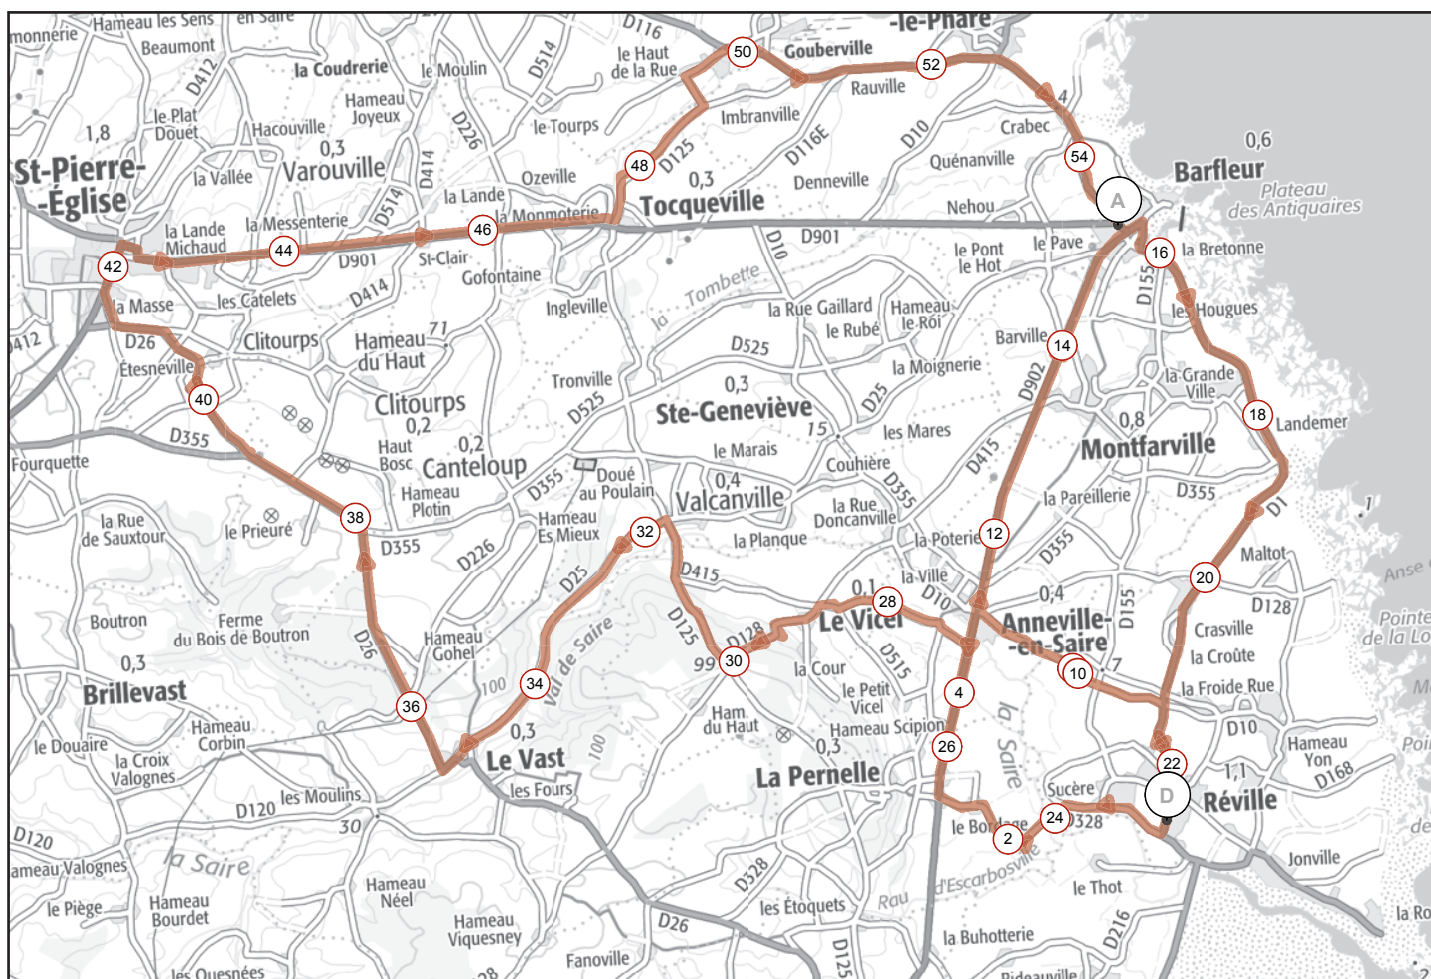 Hameau les Sens
en Saire
D116
-le-Phare
monnerie
Beaumont
D412
la Coudrerie
le Moulin
D514
le Haut
de la Rue
50
Gouberville
52
Rauville
4
Hameau
Joyeux
le Plat
Douët
Hacouville
1,8
0,3
Varouville
D226
le Tourps
Imbranville
D116E
D10
Crabec
0,6
St-Pierre-
-Église
la Vallée
D414
D514
Ozeville
48
D125
0,3
Tocqueville
Denneville
Quénanville
54
Barfleur
Plateau
des Antiquaires
A
la Lande
Michaud
la Messenterie
la Lande
la Monmoterie
46
Nehou
44
D901
St-Clair
D901
D10
le Pont
le Hot
le Pave
16
la Bretonne
D155
42
la Masse
les Catelets
D414
Gofontaine
Ingleville
la Tombette
la Rue Gaillard
le Rubé
Hameau
le Roi
les Hougues
D412
D26
Clitourps
Hameau
du Haut
71
Étesneville
D525
Barville
14
la Moignerie
D902
la Grande
Ville
40
Tronville
0,3
Ste-Geneviève
D25
Clitourps
0,2
D525
18
Landemer
D355
Haut
Bosc
0,2
Canteloup
15
les Mares
0,8
Montfarville
Fourquette
le Marais
Couhière
D415
D355
D355
Doué
au Poulain
0,4
Valcanville
D355
la Pareillerie
D1
1
Hameau
Plotin
la Rue
de Sauxtour
le Prieuré
38
Hameau
Es Mieux
32
la Rue
Doncanville
la Planque
la Poterie
12
D355
Maltot
D355
D226
D25
D415
la Ville
20
Anse
D10
0,1
28
0,4
D128
Boutron
Ferme
du Bois de Boutron
D26
Hameau
Gohel
Val de Saire
D125
D128
Le Vicel
Anneville-
-en-Saire
D155
Crasville
la Croûte
Pointe
de la Lo
0,3
Brillevast
99
30
la Cour
D515
10
7
la Froide Rue
34
100
36
le Petit
Vicel
4
la Saire
D10
Ham.
du Haut
Hameau Scipion
Hameau
Corbin
0,3
100
0,3
26
22
Hameau
Yon
le Douaire
la Croix
Valognes
Le Vast
La Pernelle
Sucère
D
1,1
Réville
D168
les Fours
D120
les Moulins
24
D328
le Bordage
2
30
D120
la Saire
D328
d'Escarbosville
Jonville
ameau Valognes
Hameau
Néel
le Thot
le Piège
Hameau
Bourdet
Hameau
Viquesney
D26
les Étoquets
Rau
D216
la Buhotterie
D125
Fanoville
les Quesnées
Rideauville